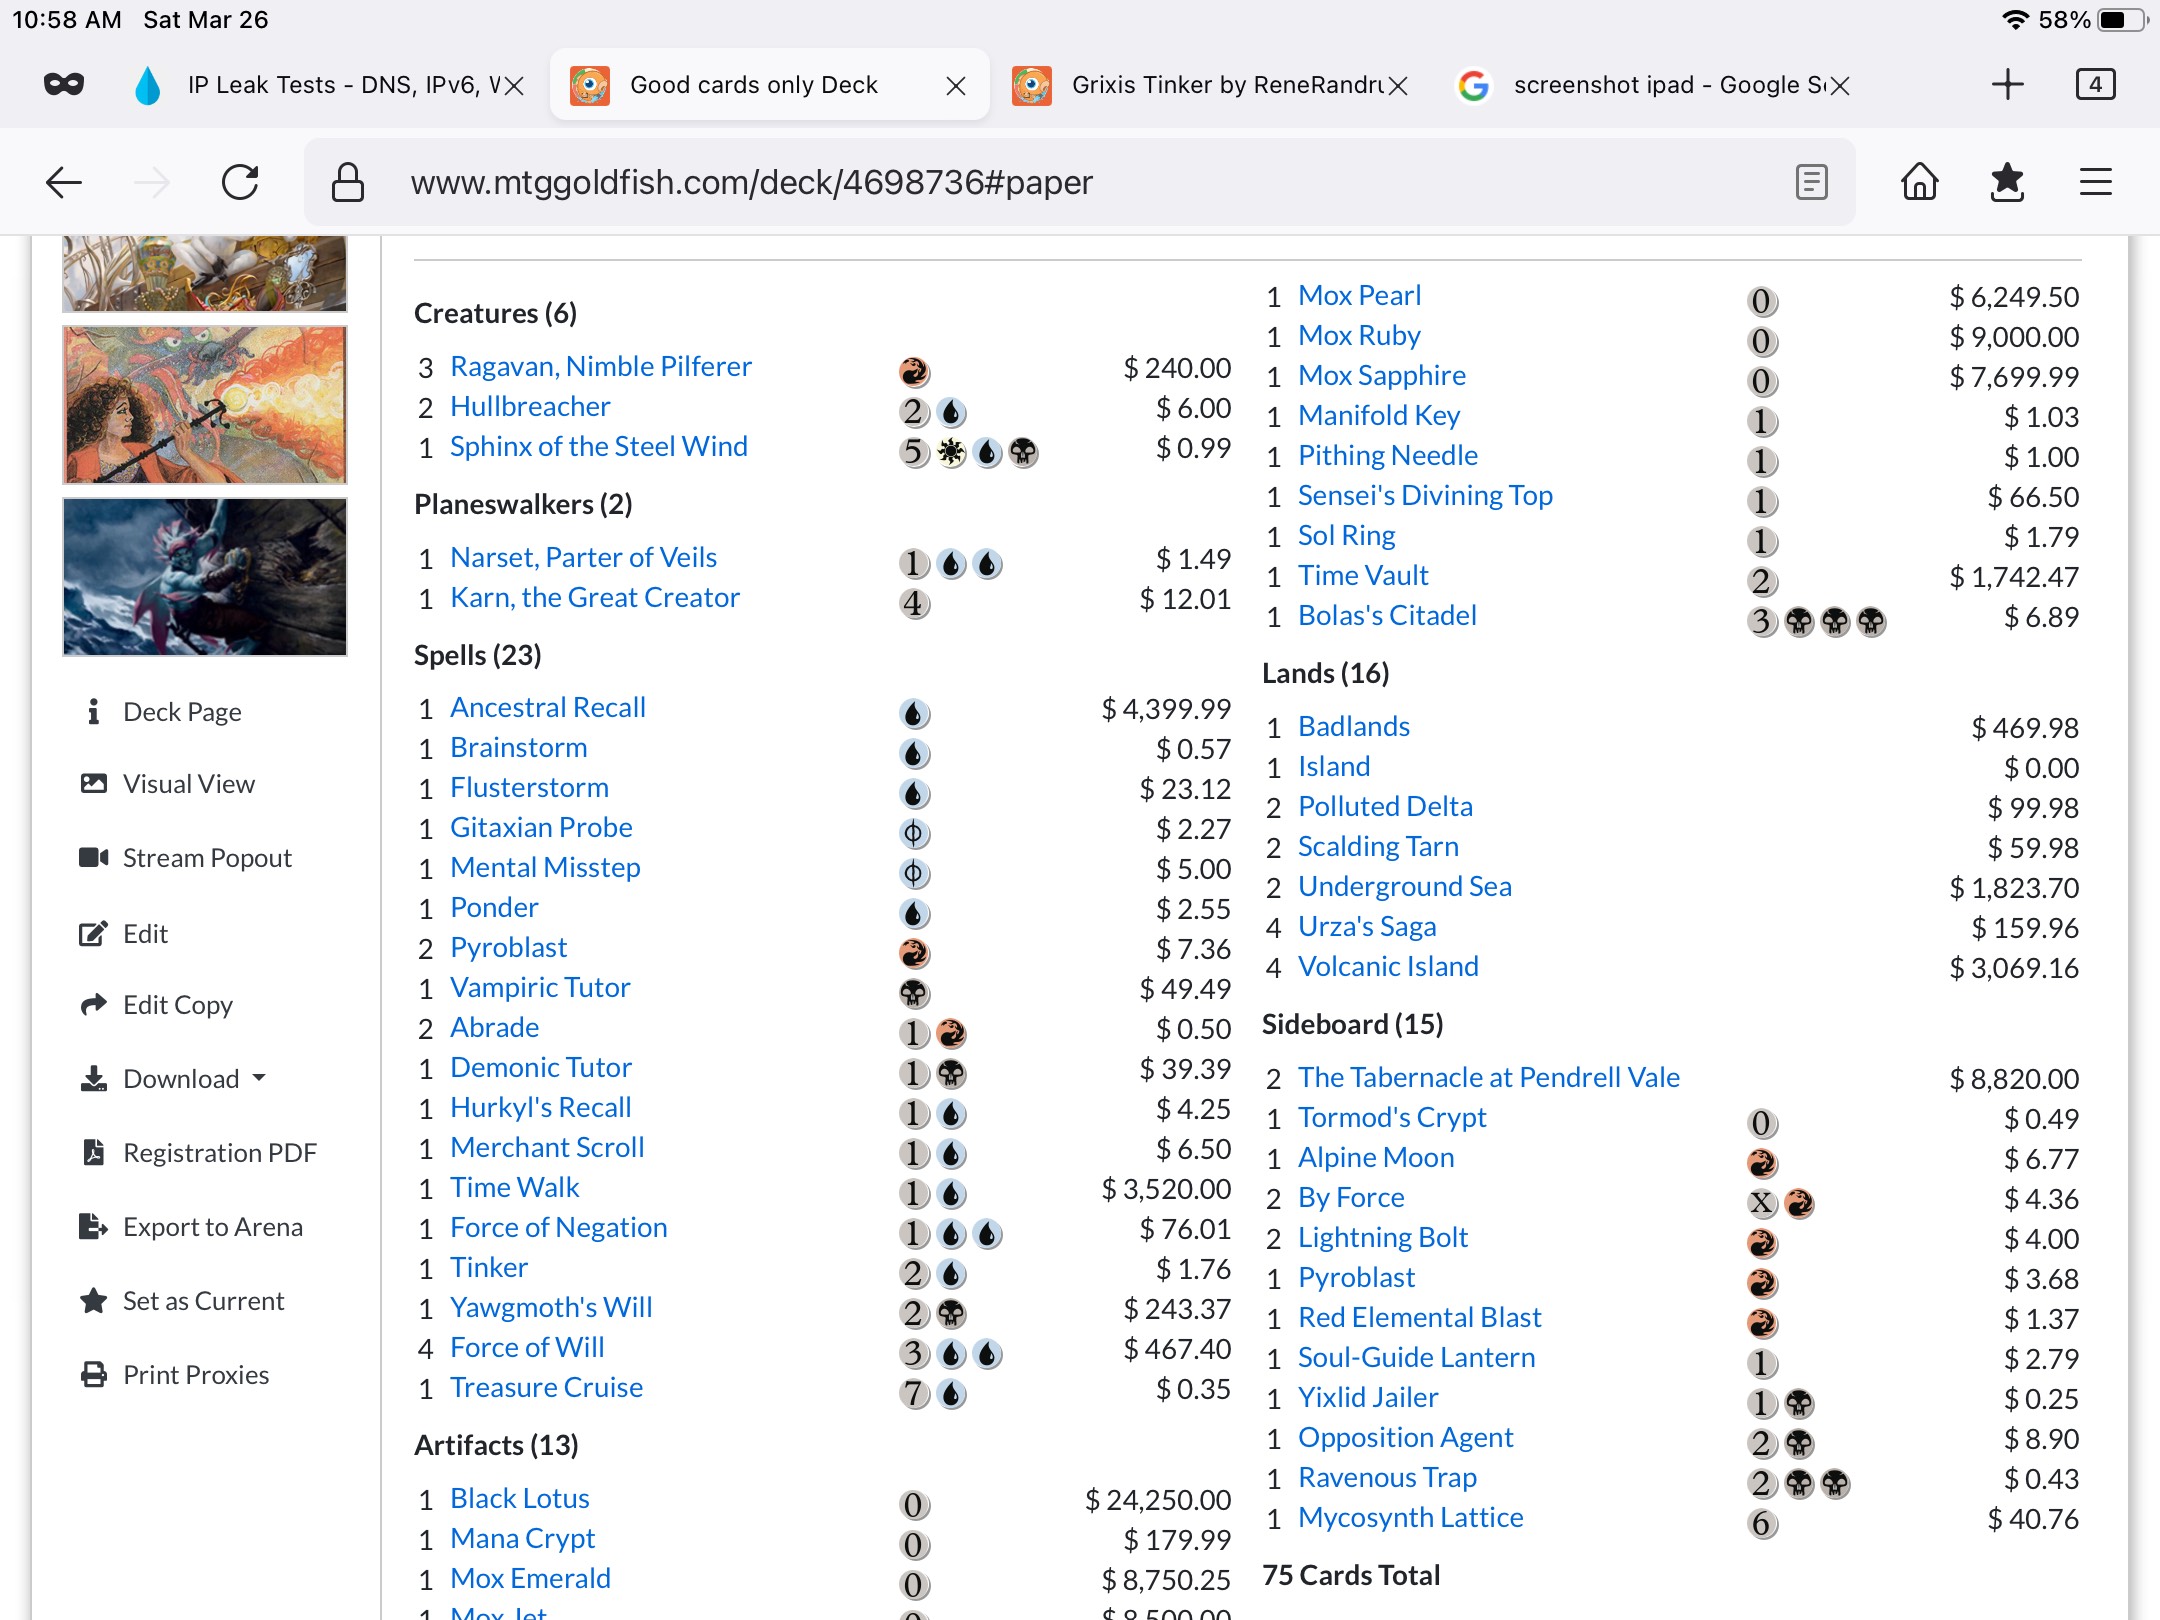 10:58 AM Sat Mar 26
58%
IP Leak Tests - DNS, IPv6, W
Good cards only Deck
Grixis Tinker by ReneRandru
screenshot ipad - Google Se
4
www.mtggoldfish.com/deck/4698736#paper
Deck Page
Visual View
Stream Popout
Edit
Edit Copy
Download
Registration PDF
Export to Arena
Set as Current
Print Proxies
Creatures (6)
3 Ragavan, Nimble Pilferer $ 240.00
2 Hullbreacher 2 $ 6.00
1 Sphinx of the Steel Wind 5 $ 0.99
Planeswalkers (2)
1 Narset, Parter of Veils 1 $ 1.49
1 Karn, the Great Creator 4 $ 12.01
Spells (23)
1 Ancestral Recall $ 4,399.99
1 Brainstorm $ 0.57
1 Flusterstorm $ 23.12
1 Gitaxian Probe $ 2.27
1 Mental Misstep $ 5.00
1 Ponder $ 2.55
2 Pyroblast $ 7.36
1 Vampiric Tutor $ 49.49
2 Abrade 1 $ 0.50
1 Demonic Tutor 1 $ 39.39
1 Hurkyl's Recall 1 $ 4.25
1 Merchant Scroll 1 $ 6.50
1 Time Walk 1 $ 3,520.00
1 Force of Negation 1 $ 76.01
1 Tinker 2 $ 1.76
1 Yawgmoth's Will 2 $ 243.37
4 Force of Will 3 $ 467.40
1 Treasure Cruise 7 $ 0.35
Artifacts (13)
1 Black Lotus 0 $ 24,250.00
1 Mana Crypt 0 $ 179.99
1 Mox Emerald 0 $ 8,750.25
1 Mox Jet 0 $ 8,500.00
1 Mox Pearl 0 $ 6,249.50
1 Mox Ruby 0 $ 9,000.00
1 Mox Sapphire 0 $ 7,699.99
1 Manifold Key 1 $ 1.03
1 Pithing Needle 1 $ 1.00
1 Sensei's Divining Top 1 $ 66.50
1 Sol Ring 1 $ 1.79
1 Time Vault 2 $ 1,742.47
1 Bolas's Citadel 3 $ 6.89
Lands (16)
1 Badlands $ 469.98
1 Island $ 0.00
2 Polluted Delta $ 99.98
2 Scalding Tarn $ 59.98
2 Underground Sea $ 1,823.70
4 Urza's Saga $ 159.96
4 Volcanic Island $ 3,069.16
Sideboard (15)
2 The Tabernacle at Pendrell Vale $ 8,820.00
1 Tormod's Crypt 0 $ 0.49
1 Alpine Moon $ 6.77
2 By Force X $ 4.36
2 Lightning Bolt $ 4.00
1 Pyroblast $ 3.68
1 Red Elemental Blast $ 1.37
1 Soul-Guide Lantern 1 $ 2.79
1 Yixlid Jailer 1 $ 0.25
1 Opposition Agent 2 $ 8.90
1 Ravenous Trap 2 $ 0.43
1 Mycosynth Lattice 6 $ 40.76
75 Cards Total